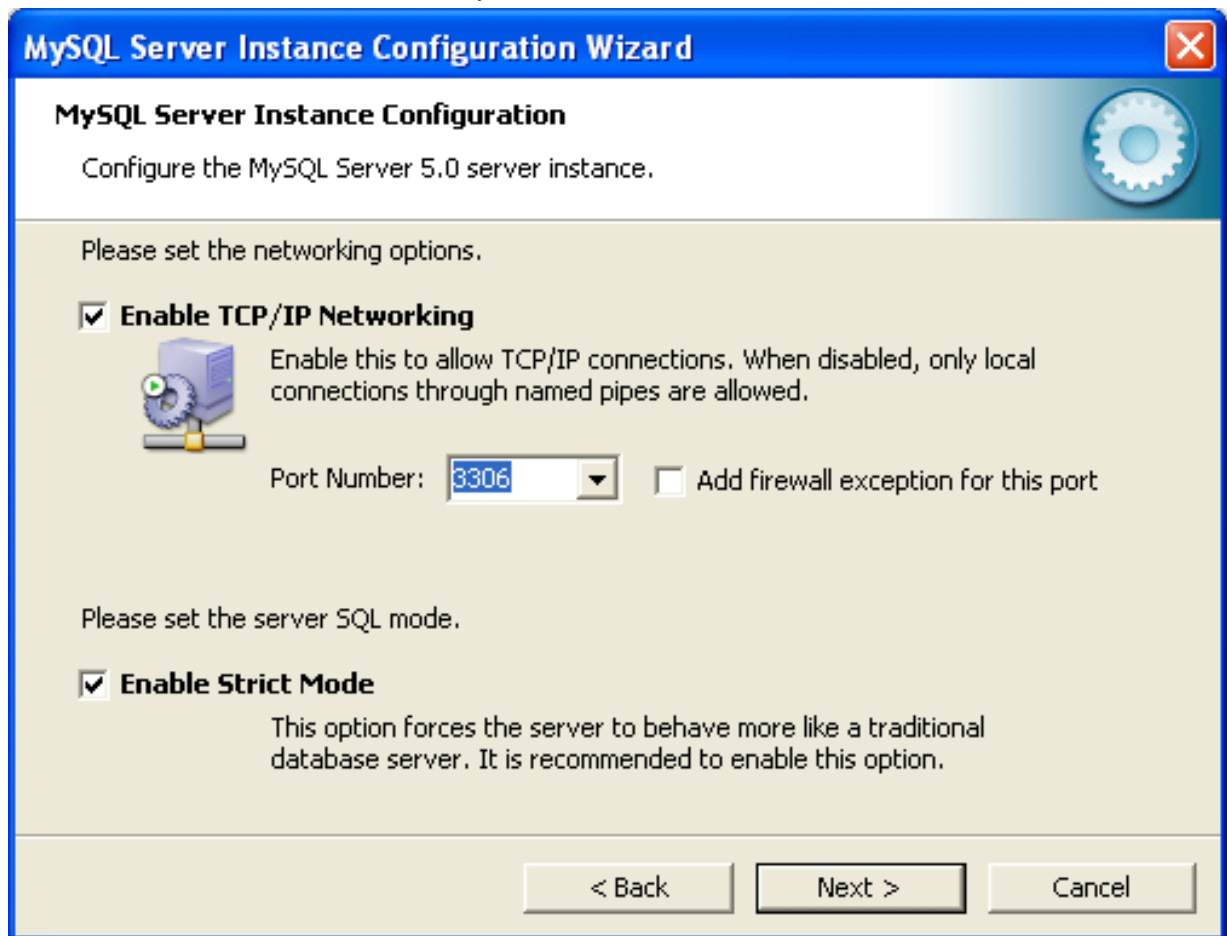 MySQL Server Instance Configuration Wizard
MySQL Server Instance Configuration
Configure the MySQL Server 5.0 server instance.
Please set the networking options.
Enable TCP/IP Networking
Enable this to allow TCP/IP connections. When disabled, only local
connections through named pipes are allowed.
Port Number: 3306 Add firewall exception for this port
Please set the server SQL mode.
Enable Strict Mode
This option forces the server to behave more like a traditional
database server. It is recommended to enable this option.
< Back Next > Cancel